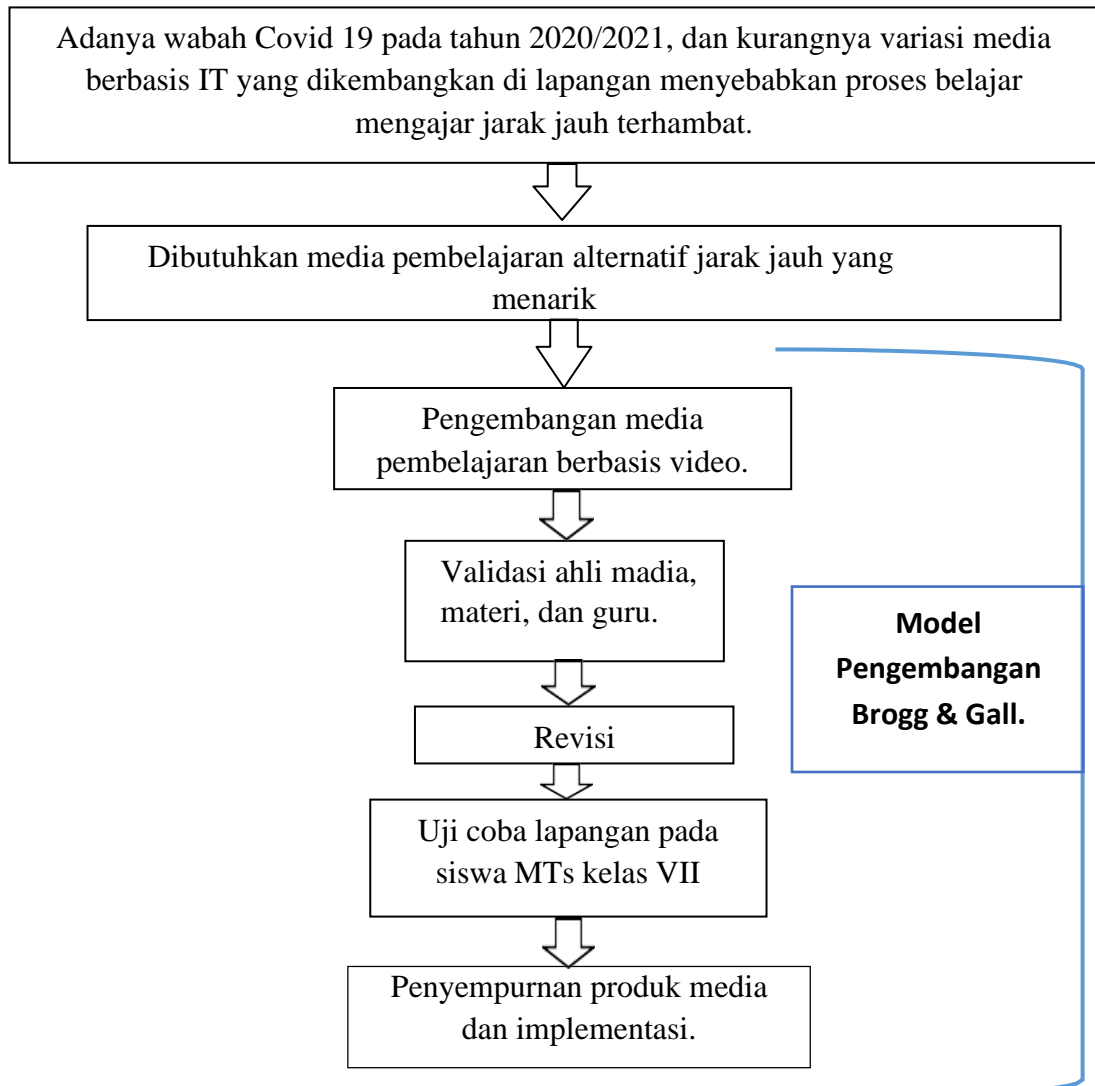 Adanya wabah Covid 19 pada tahun 2020/2021, dan kurangnya variasi media
berbasis IT yang dikembangkan di lapangan menyebabkan proses belajar
mengajar jarak jauh terhambat.
Dibutuhkan media pembelajaran alternatif jarak jauh yang
menarik
Pengembangan media
pembelajaran berbasis video.
Validasi ahli madia,
materi, dan guru.
Revisi
Uji coba lapangan pada
siswa MTs kelas VII
Penyempurnan produk media
dan implementasi.
Model
Pengembangan
Brogg & Gall.